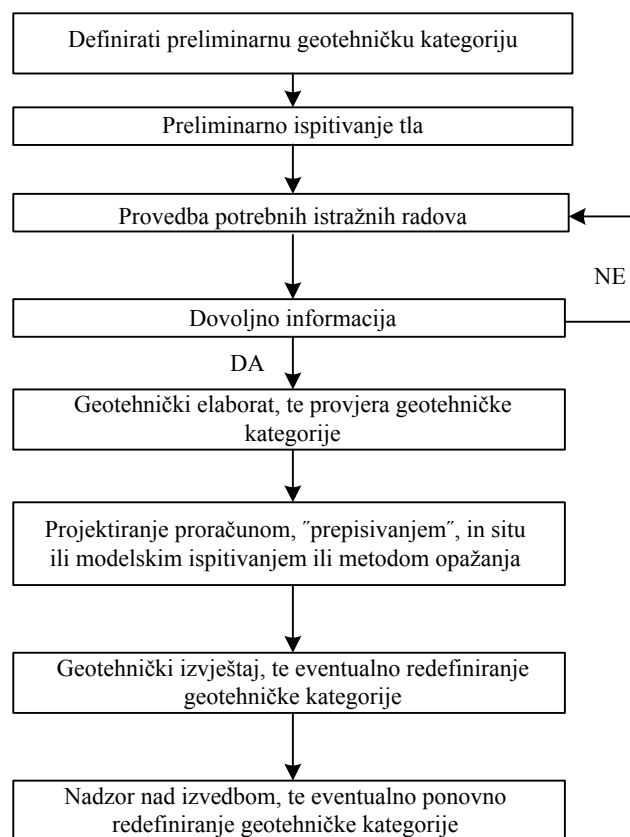 Definirati preliminarnu geotehničku kategoriju
Preliminarno ispitivanje tla
Provedba potrebnih istražnih radova
NE
Dovoljno informacija
DA
Geotehnički elaborat, te provjera geotehničke
kategorije
Projektiranje proračunom, ˝prepisivanjem˝, in situ
ili modelskim ispitivanjem ili metodom opažanja
Geotehnički izvještaj, te eventualno redefiniranje
geotehničke kategorije
Nadzor nad izvedbom, te eventualno ponovno
redefiniranje geotehničke kategorije